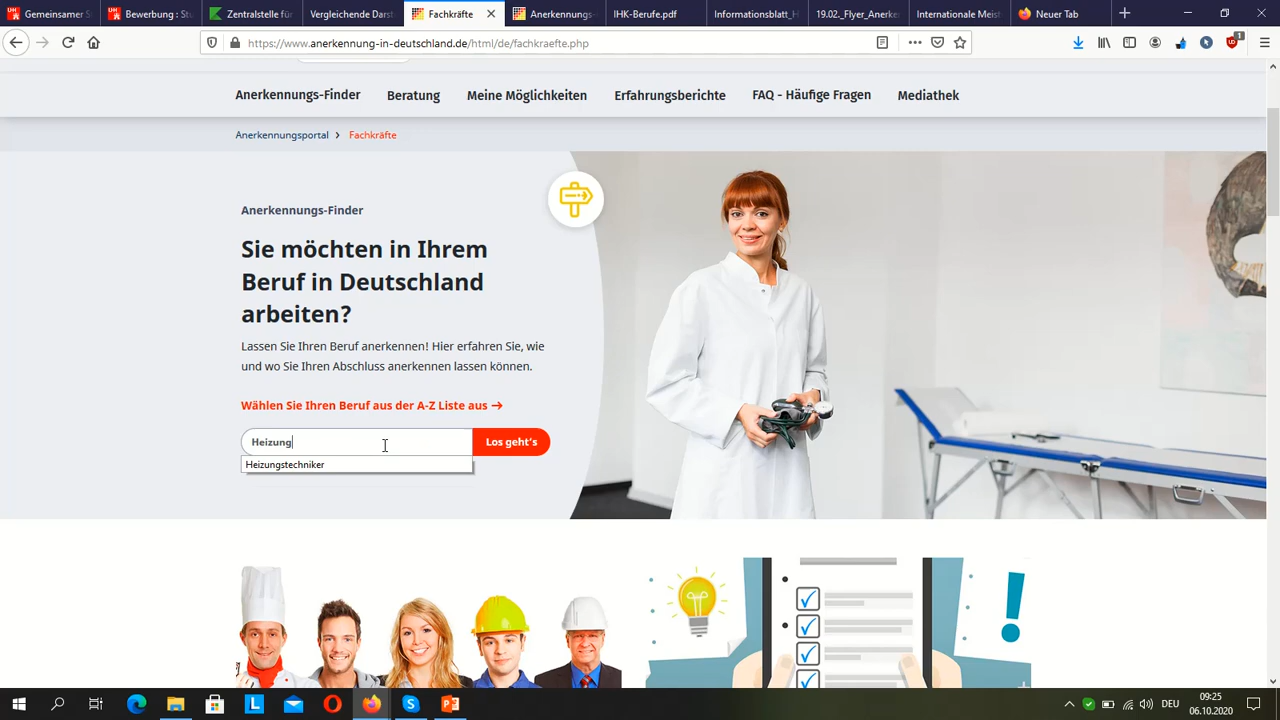 Gemeinsamer S
Bewerbung : Stu
Zentralstelle für
Vergleichende Darst
Fachkräfte
Anerkennungs-
IHK-Berufe.pdf
Informationsblatt_H
19.02._Flyer_Anerke
Internationale Meist
Neuer Tab
https://www.anerkennung-in-deutschland.de/html/de/fachkraefte.php
1
Anerkennungs-Finder
Beratung
Meine Möglichkeiten
Erfahrungsberichte
FAQ - Häufige Fragen
Mediathek
Anerkennungsportal > Fachkräfte
Anerkennungs-Finder
Sie möchten in Ihrem
Beruf in Deutschland
arbeiten?
Lassen Sie Ihren Beruf anerkennen! Hier erfahren Sie, wie
und wo Sie Ihren Abschluss anerkennen lassen können.
Wählen Sie Ihren Beruf aus der A-Z Liste aus →
Heizung
Los geht's
Heizungstechniker
DEU
09:25
06.10.2020